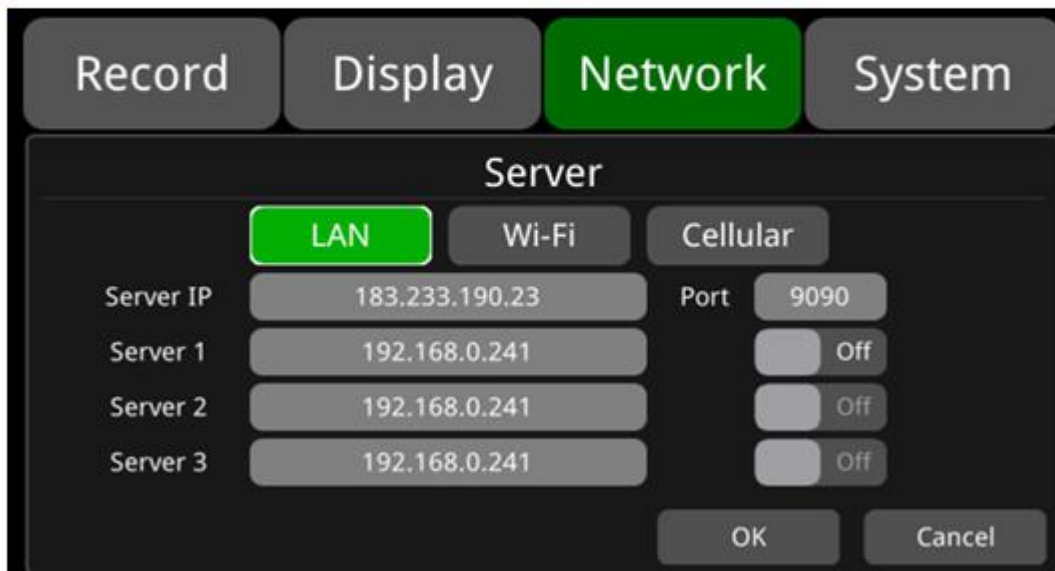 Record Display Network System
Server
LAN Wi-Fi Cellular
Server IP 183.233.190.23 Port 9090
Server 1 192.168.0.241 Off
Server 2 192.168.0.241 Off
Server 3 192.168.0.241 Off
OK Cancel